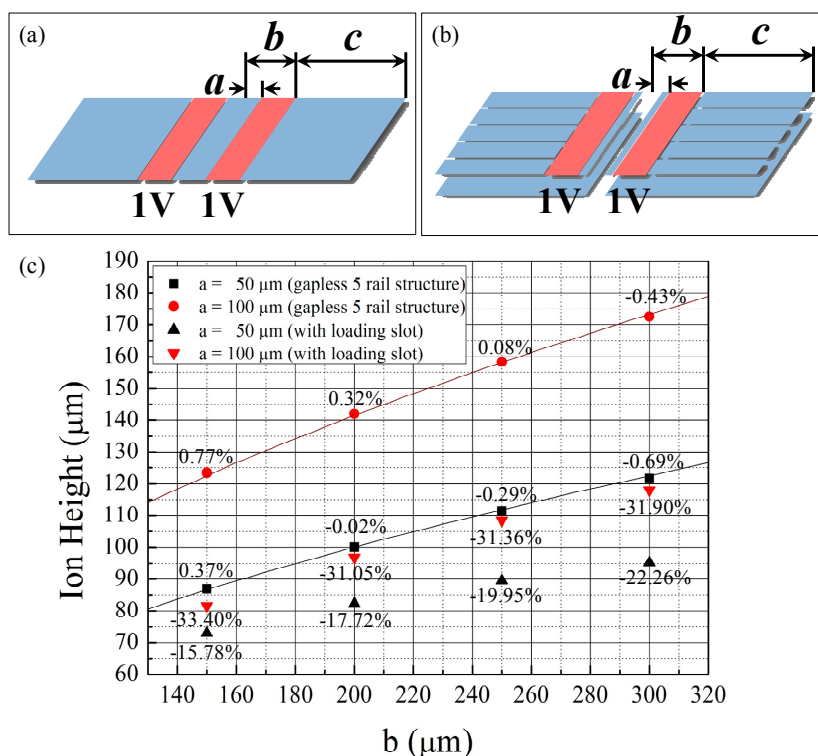 (a)
b
c
a
1V 1V
(b)
b
c
a
1V 1V
(c)
190
180
170
160
150
140
130
120
110
100
90
80
70
60
Ion Height (μm)
a = 50 μm (gapless 5 rail structure)
a = 100 μm (gapless 5 rail structure)
a = 50 μm (with loading slot)
a = 100 μm (with loading slot)
-0.43%
0.08%
0.32%
0.77%
-0.69%
-0.29%
-0.02%
0.37%
-31.90%
-31.36%
-31.05%
-33.40%
-22.26%
-19.95%
-17.72%
-15.78%
140 160 180 200 220 240 260 280 300 320
b (μm)